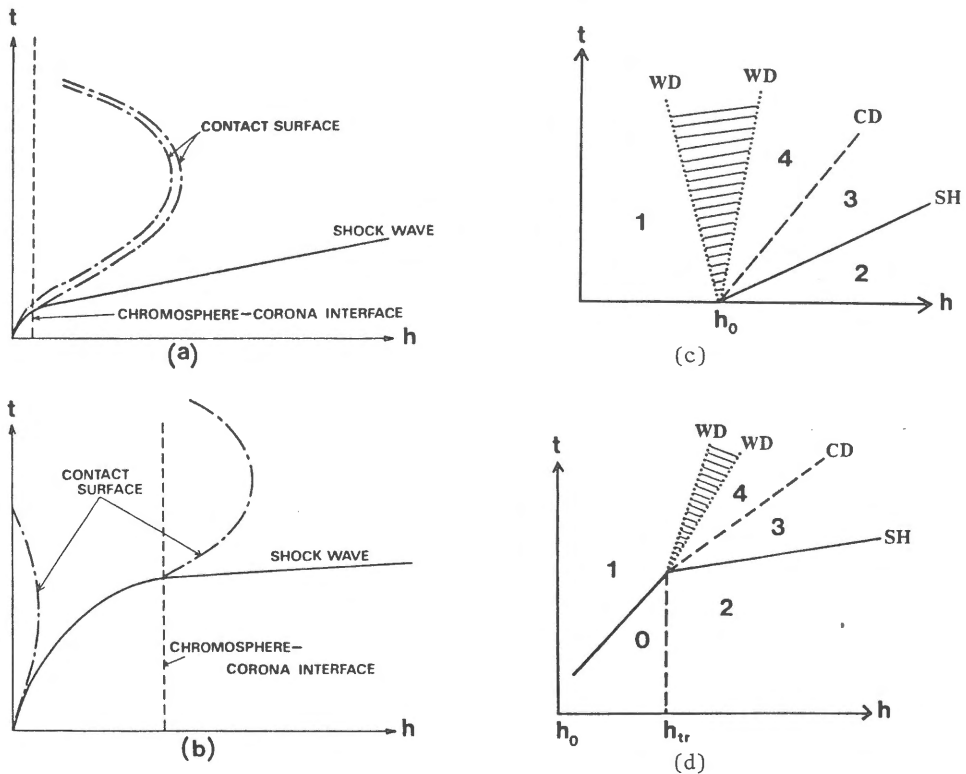 t
CONTACT SURFACE
SHOCK WAVE
CHROMOSPHERE–CORONA INTERFACE
h
(a)
t
CONTACT
SURFACE
SHOCK WAVE
CHROMOSPHERE–
CORONA INTERFACE
h
(b)
t
WD
WD
CD
4
3
SH
1
2
h₀
h
(c)
t
WD
WD
CD
4
3
SH
1
2
0
h₀
hₜᵣ
h
(d)